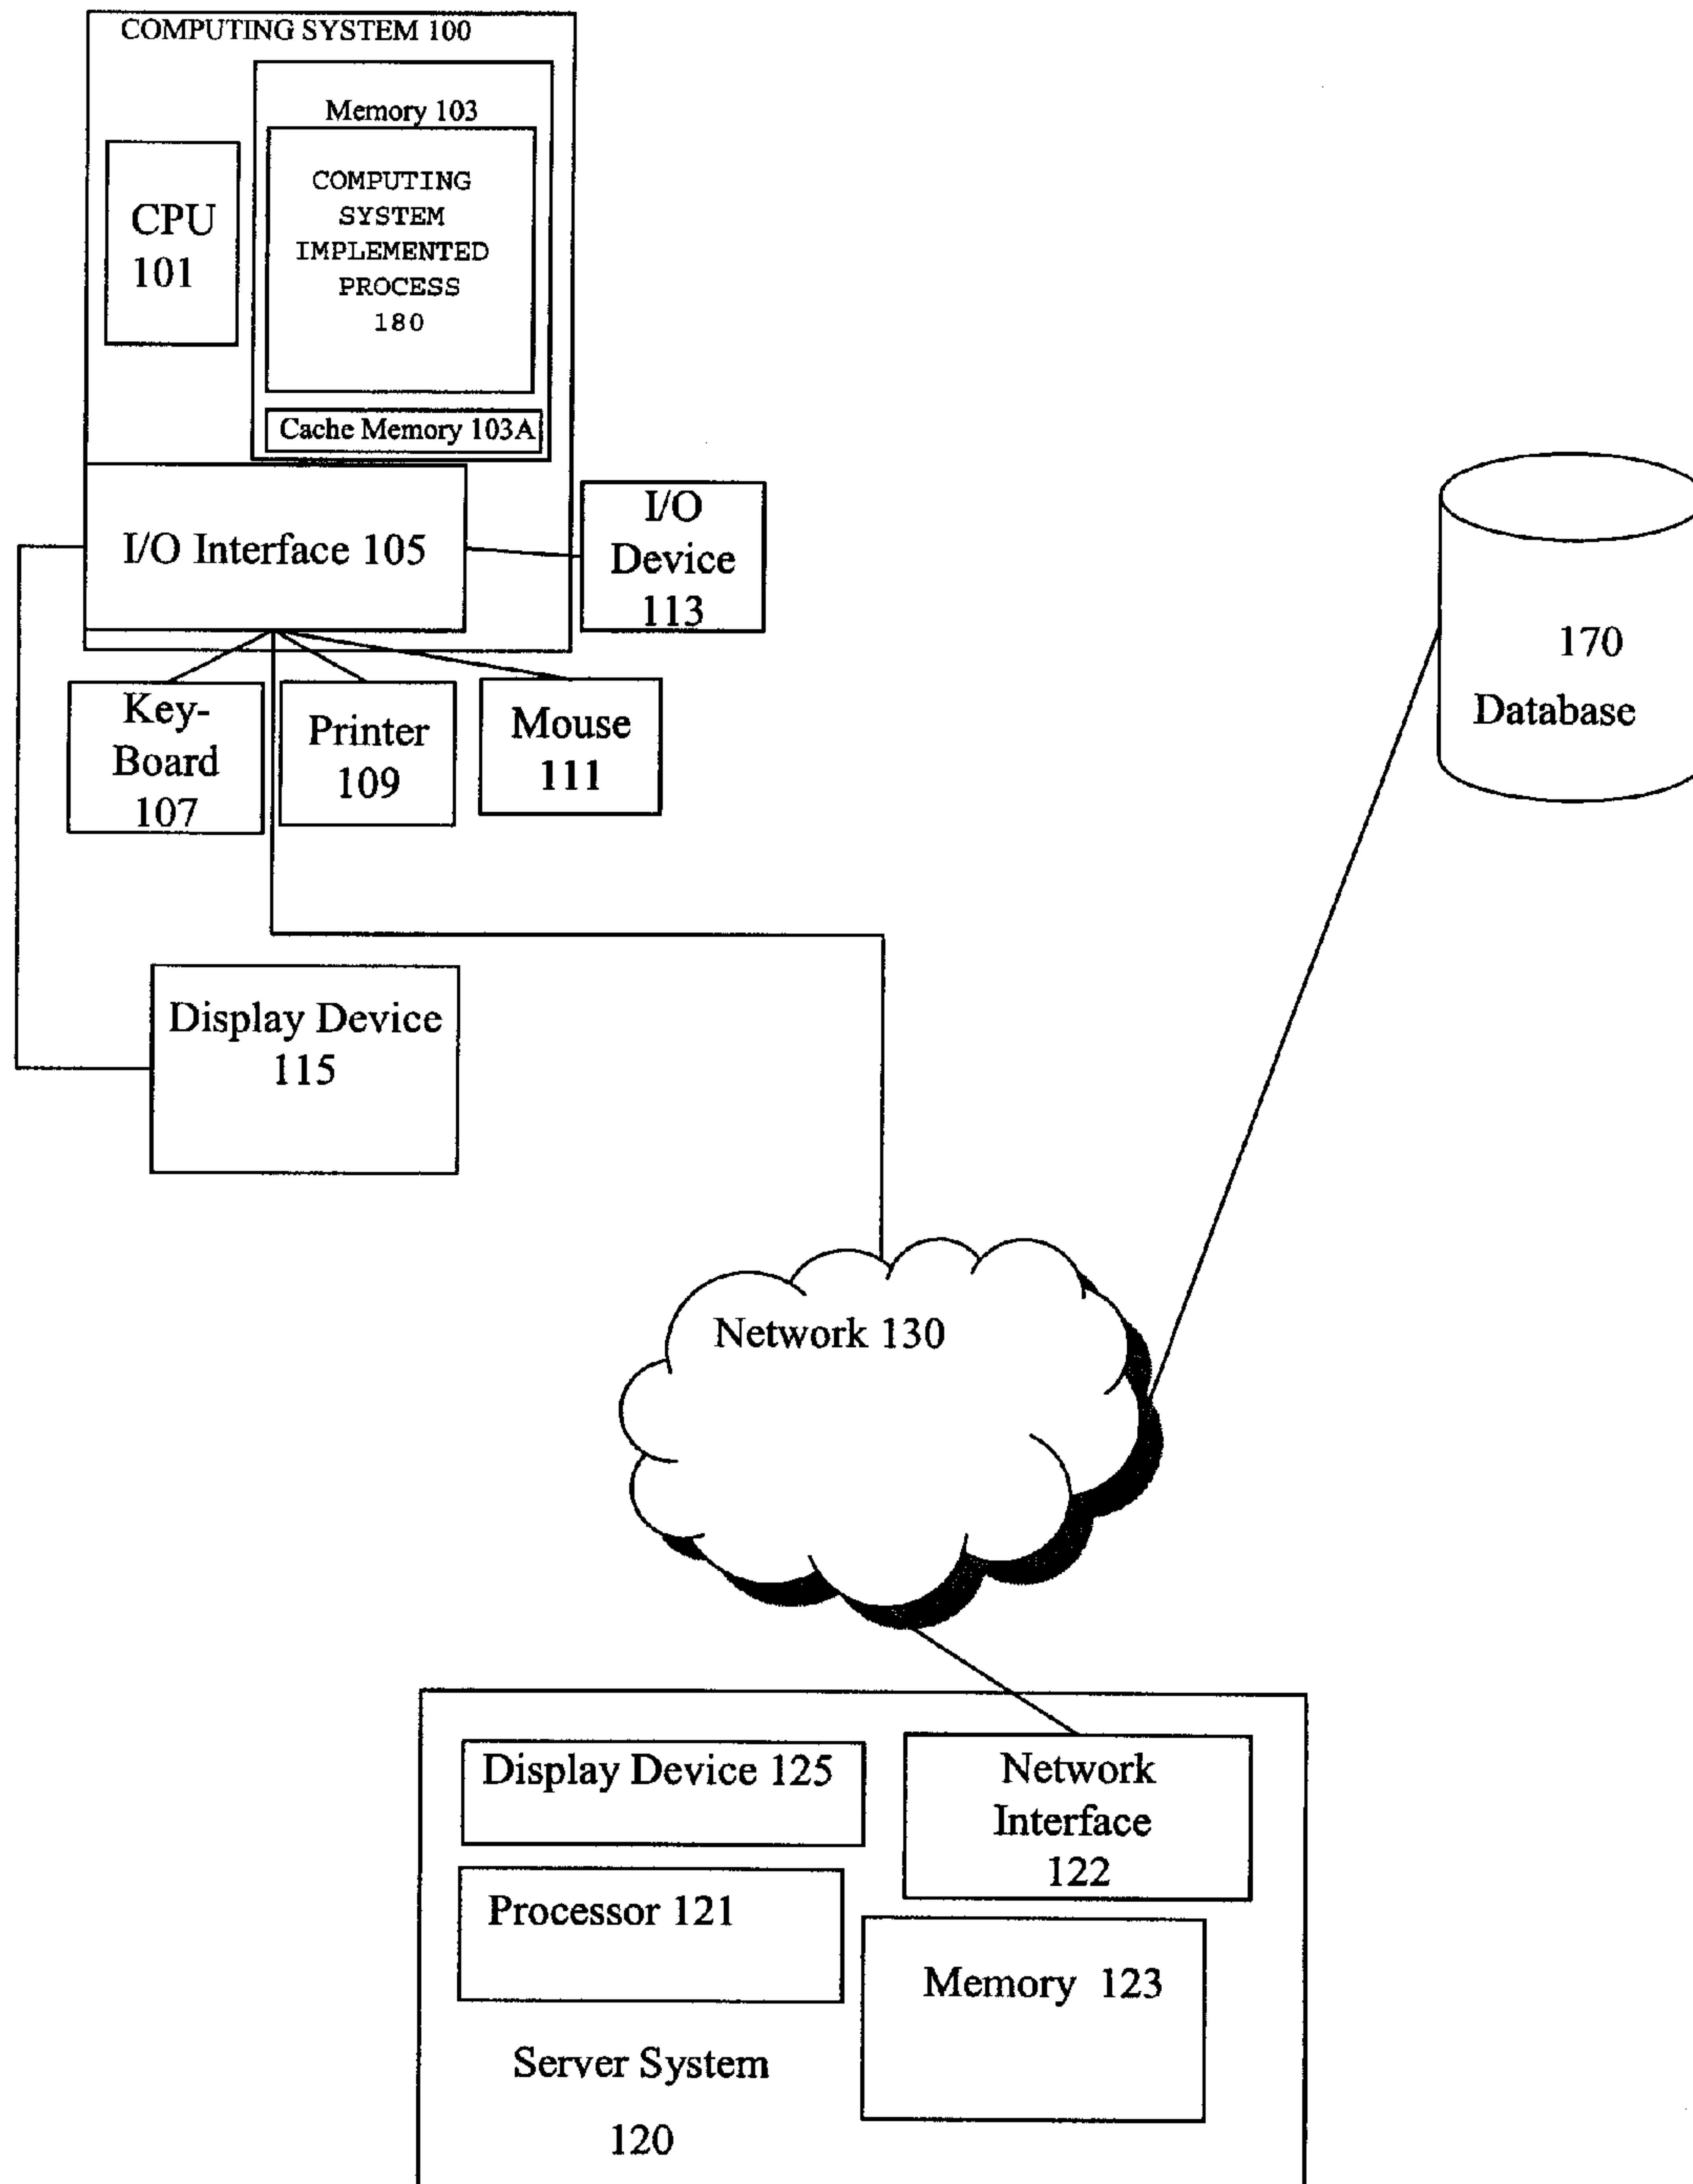 COMPUTING SYSTEM 100
Memory 103
COMPUTING
SYSTEM
IMPLEMENTED
PROCESS
180
CPU
101
Cache Memory 103A
I/O Interface 105
I/O
Device
113
Key-
Board
107
Printer
109
Mouse
111
170
Database
Display Device
115
Network 130
Display Device 125
Network
Interface
122
Processor 121
Memory 123
Server System
120